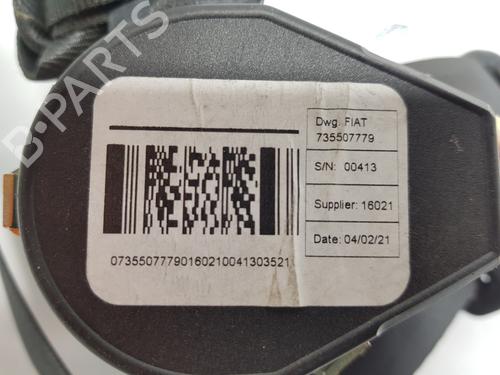 Dwg. FIAT
735507779
S/N: 00413
Supplier: 16021
Date: 04/02/21
07355077790160210041303521
B-PARTS